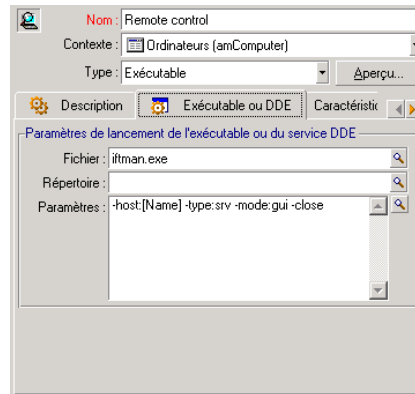 Nom : Remote control
Contexte : Ordinateurs (amComputer)
Type : Exécutable Aperçu...
Description Exécutable ou DDE Caractéristic
Paramètres de lancement de l'exécutable ou du service DDE
Fichier : iftman.exe
Répertoire :
Paramètres : -host:[Name] -type:srv -mode:gui -close